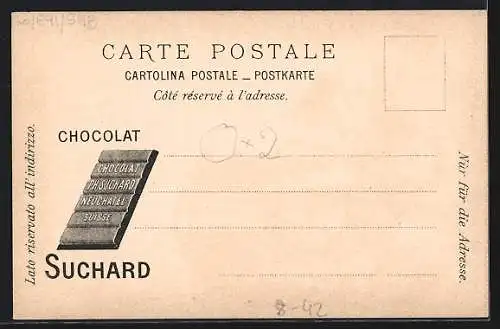 CARTE POSTALE
CARTOLINA POSTALE _ POSTKARTE
Côté réservé à l'adresse.
Lato riservato all'indirizzo.
CHOCOLAT
CHOCOLAT
PH. SUCHARD
NEUCHATEL
SUISSE
SUCHARD
Nur für die Adresse.
8-42